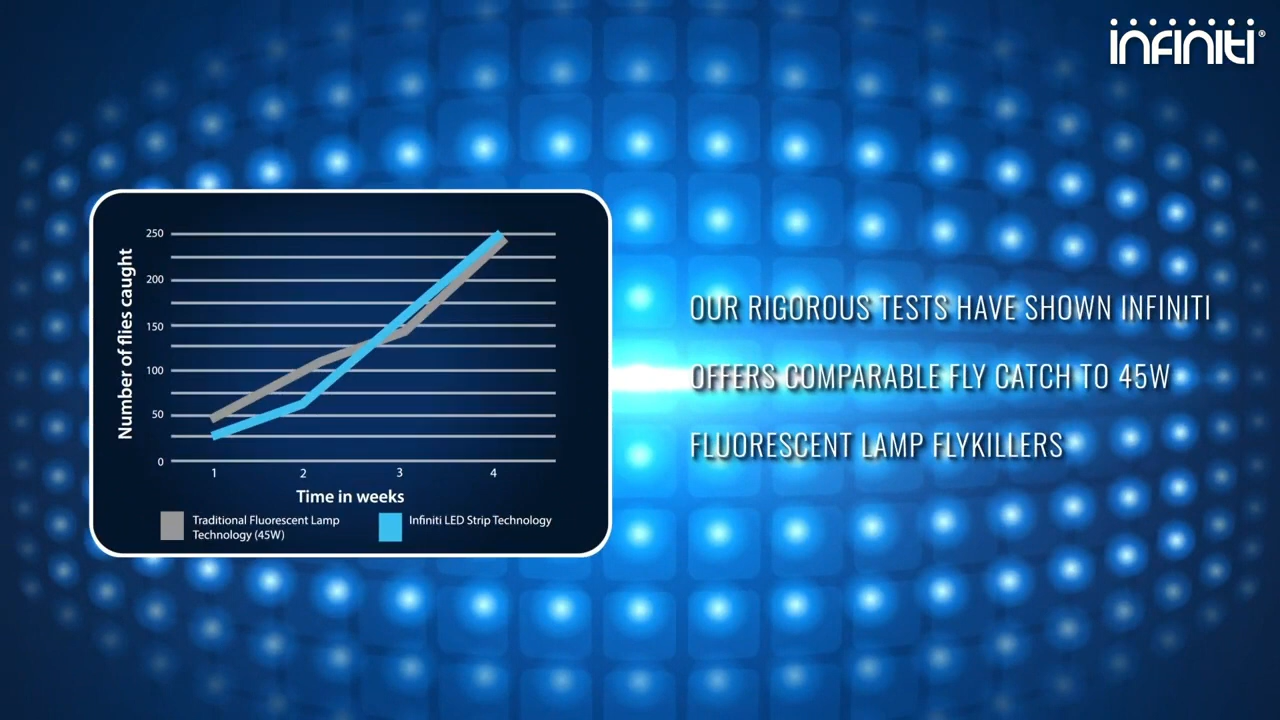 infiniti®
250
200
150
100
50
0
Number of flies caught
1 2 3 4
Time in weeks
Traditional Fluorescent Lamp
Technology (45W)
Infiniti LED Strip Technology
OUR RIGOROUS TESTS HAVE SHOWN INFINITI
OFFERS COMPARABLE FLY CATCH TO 45W
FLUORESCENT LAMP FLYKILLERS